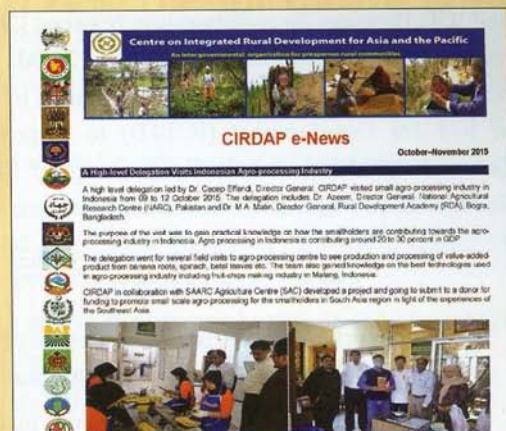 Centre on Integrated Rural Development for Asia and the Pacific
An inter governmental organization for prosperous rural communities
CIRDAP e-News
October–November 2015
A High-level Delegation Visits Indonesian Agro-processing Industry
A high level delegation led by Dr. Cecep Effendi, Director General, CIRDAP visited small agro-processing industry in
Indonesia from 09 to 12 October 2015. The delegation includes Dr. Azeem, Director General, National Agricultural
Research Centre (NARC), Pakistan and Dr. M.A. Matin, Director General, Rural Development Academy (RDA), Bogra,
Bangladesh.
The purpose of the visit was to gain practical knowledge on how the smallholders are contributing towards the agro-
processing industry in Indonesia. Agro processing in Indonesia is contributing around 20 to 30 percent in GDP
The delegation went for several field visits to agro-processing centre to see production and processing of value-added-
product from banana roots, spinach, betel leaves etc. The team also gained knowledge on the best technologies used
in agro-processing industry including fruit-chips making industry in Malang, Indonesia.
CIRDAP in collaboration with SAARC Agriculture Centre (SAC) developed a project and going to submit to a donor for
funding to promote small scale agro-processing for the smallholders in South Asia region in light of the experiences of
the Southeast Asia.
BAR